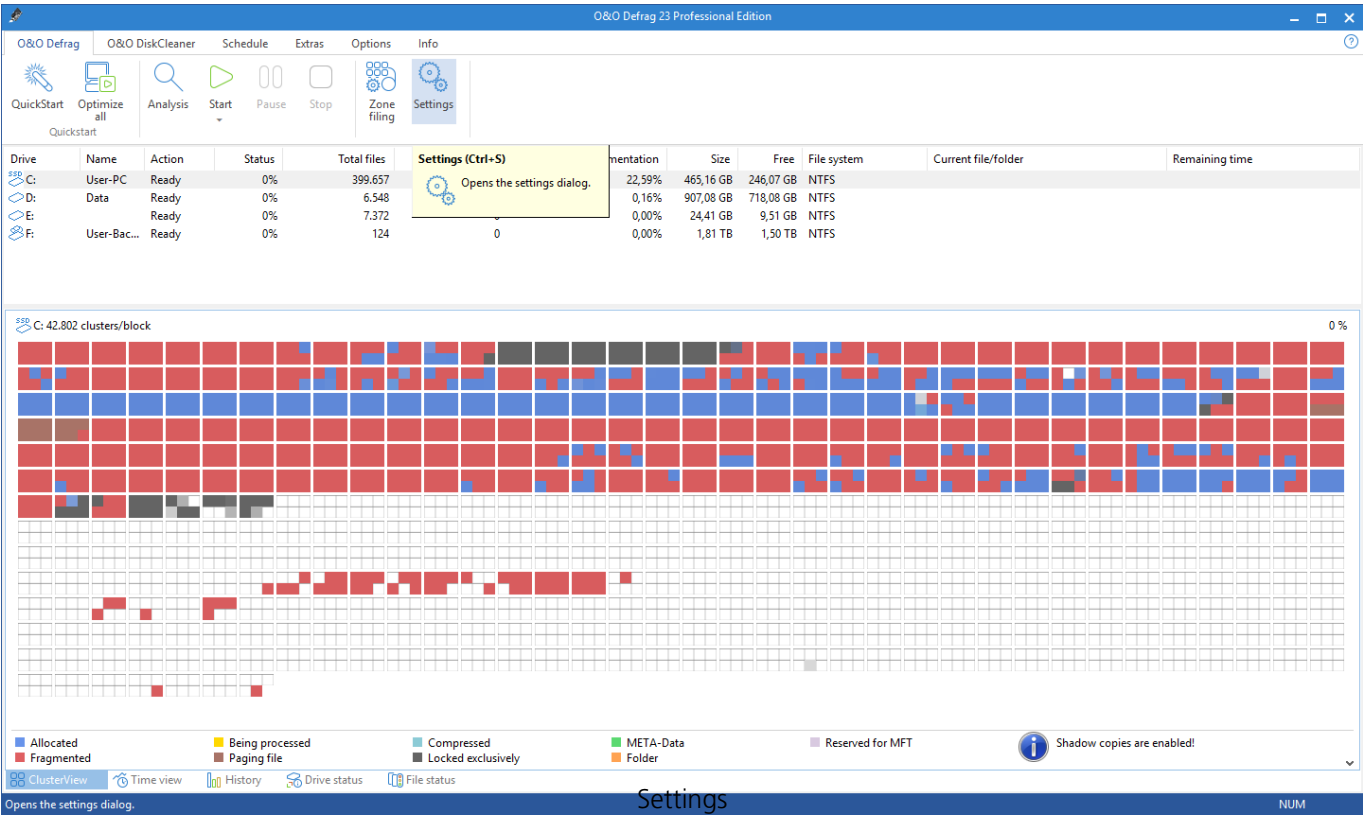 O&O Defrag 23 Professional Edition
O&O Defrag O&O DiskCleaner Schedule Extras Options Info
QuickStart Optimize all Analysis Start Pause Stop Zone filing Settings
Quickstart
Drive Name Action Status Total files mentation Size Free File system Current file/folder Remaining time
Settings (Ctrl+S)
Opens the settings dialog.
SSD C: User-PC Ready 0% 399.657 22,59% 465,16 GB 246,07 GB NTFS
D: Data Ready 0% 6.548 0,16% 907,08 GB 718,08 GB NTFS
E: Ready 0% 7.372 0,00% 24,41 GB 9,51 GB NTFS
F: User-Bac... Ready 0% 124 0 0,00% 1,81 TB 1,50 TB NTFS
SSD C: 42.802 clusters/block 0 %
Allocated Being processed Compressed META-Data Reserved for MFT Shadow copies are enabled!
Fragmented Paging file Locked exclusively Folder
ClusterView Time view History Drive status File status
Settings
Opens the settings dialog. NUM